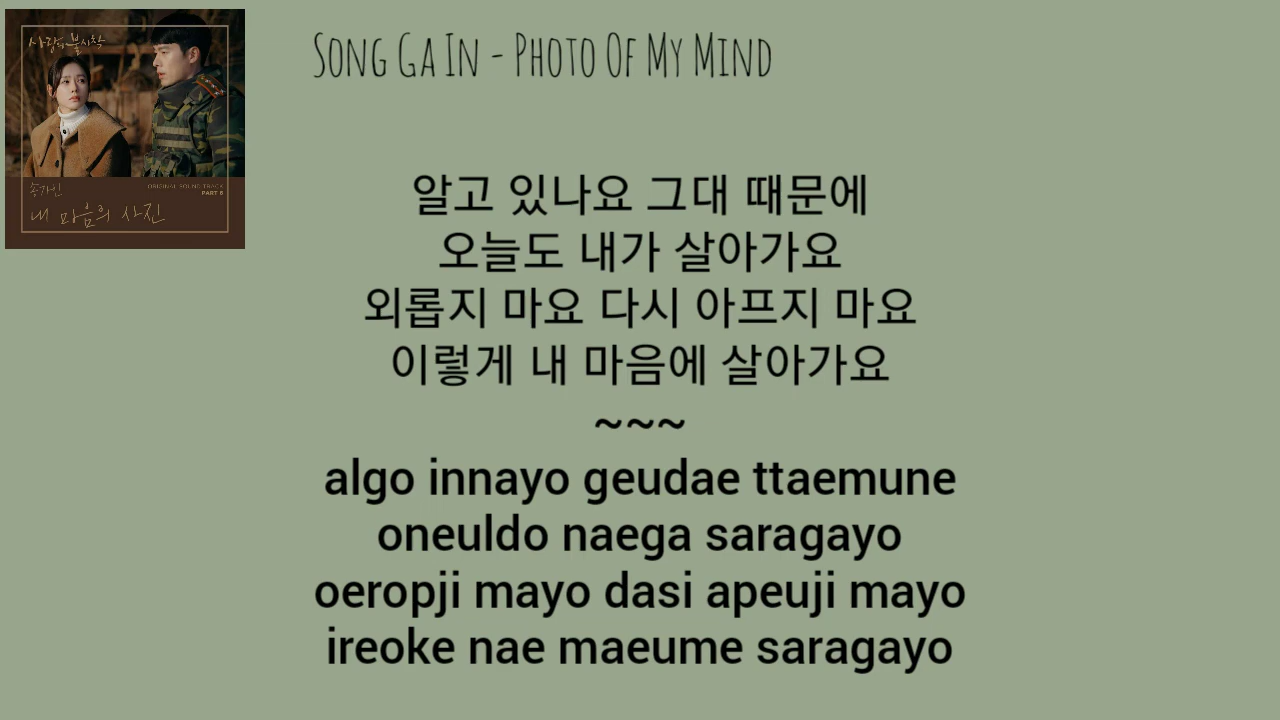 사랑의 불시착
송가인
ORIGINAL SOUND TRACK
PART 8
내 마음의 사진
SONG GA IN - PHOTO OF MY MIND
알고 있나요 그대 때문에
오늘도 내가 살아가요
외롭지 마요 다시 아프지 마요
이렇게 내 마음에 살아가요
~~~
algo innayo geudae ttaemune
oneuldo naega saragayo
oeropji mayo dasi apeuji mayo
ireoke nae maeume saragayo